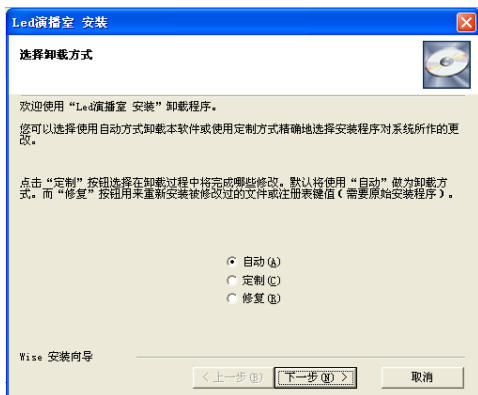 Led演播室 安装
选择卸载方式
欢迎使用“Led演播室 安装”卸载程序。
您可以选择使用自动方式卸载本软件或使用定制方式精确地选择安装程序对系统所作的更
改。
点击“定制”按钮选择在卸载过程中将完成哪些修改。默认将使用“自动”做为卸载方
式。而“修复”按钮用来重新安装被修改过的文件或注册表键值(需要原始安装程序)。
自动(A)
定制(C)
修复(R)
Wise 安装向导
<上一步(B) 下一步(N) > 取消